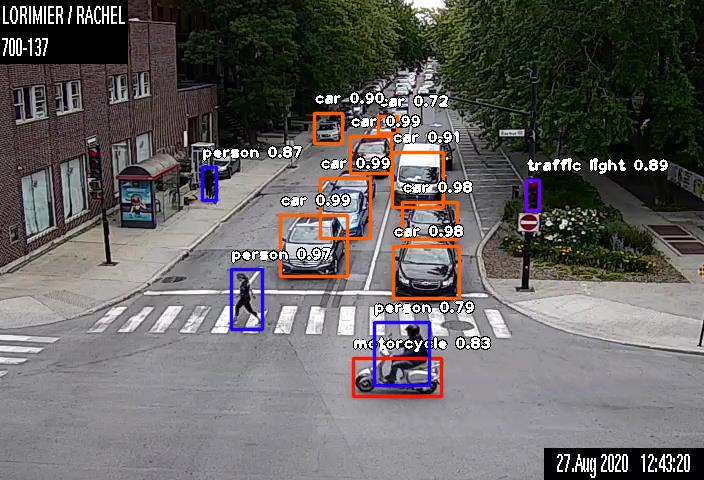 LORIMIER / RACHEL
700-137
car 0.90
car 0.72
car 0.99
car 0.91
person 0.87
car 0.99
traffic light 0.89
car 0.98
car 0.99
car 0.98
person 0.97
person 0.79
motorcycle 0.83
27.Aug 2020 12:43:20